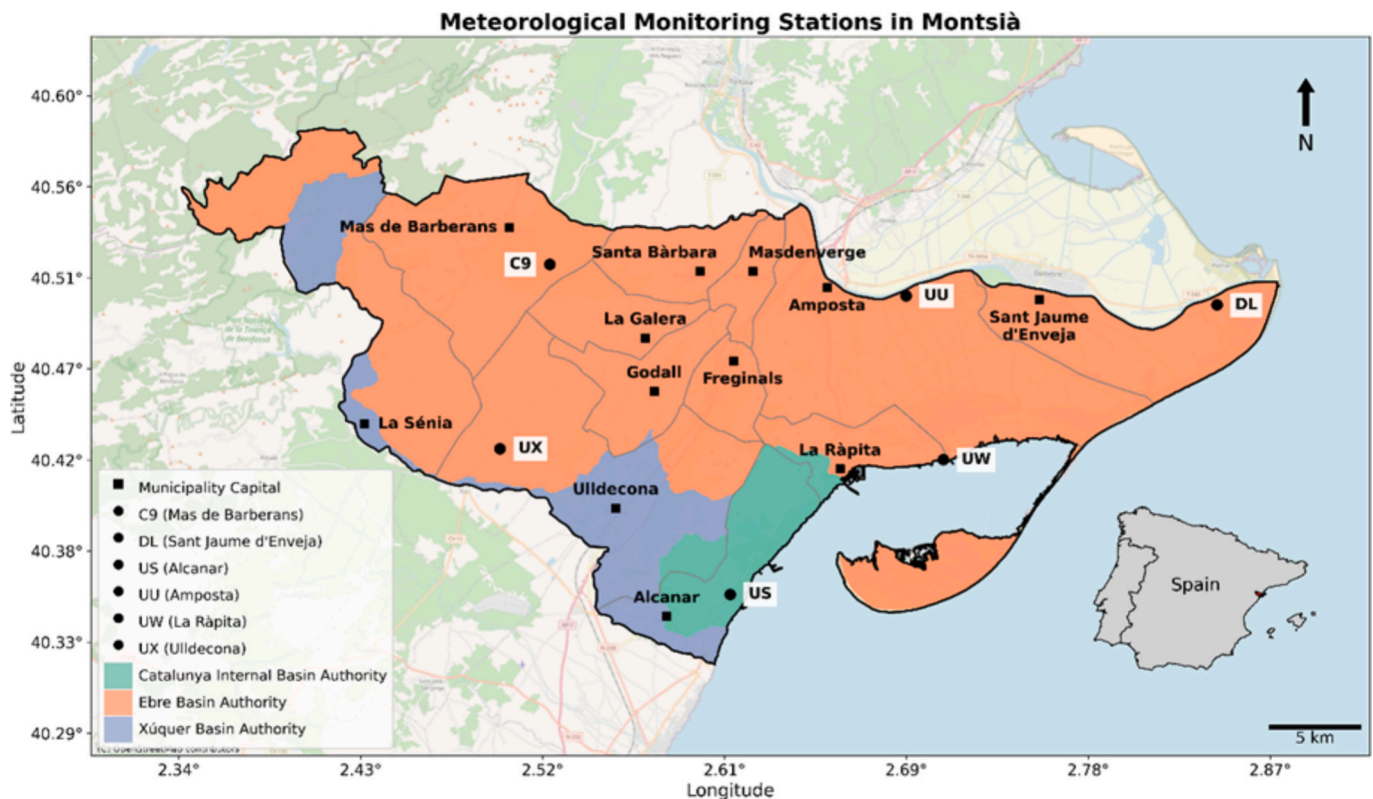 Meteorological Monitoring Stations in Montsià
Latitude
40.60°
40.56°
40.51°
40.47°
40.42°
40.38°
40.33°
40.29°
N
Mas de Barberans
C9
Santa Bàrbara
Masdenverge
Amposta
UU
Sant Jaume
d'Enveja
DL
La Galera
Godall
Freginals
La Sénia
UX
La Ràpita
UW
Ulldecona
Alcanar
US
Spain
Municipality Capital
C9 (Mas de Barberans)
DL (Sant Jaume d'Enveja)
US (Alcanar)
UU (Amposta)
UW (La Ràpita)
UX (Ulldecona)
Catalunya Internal Basin Authority
Ebre Basin Authority
Xúquer Basin Authority
5 km
2.34°
2.43°
2.52°
2.61°
2.69°
2.78°
2.87°
Longitude